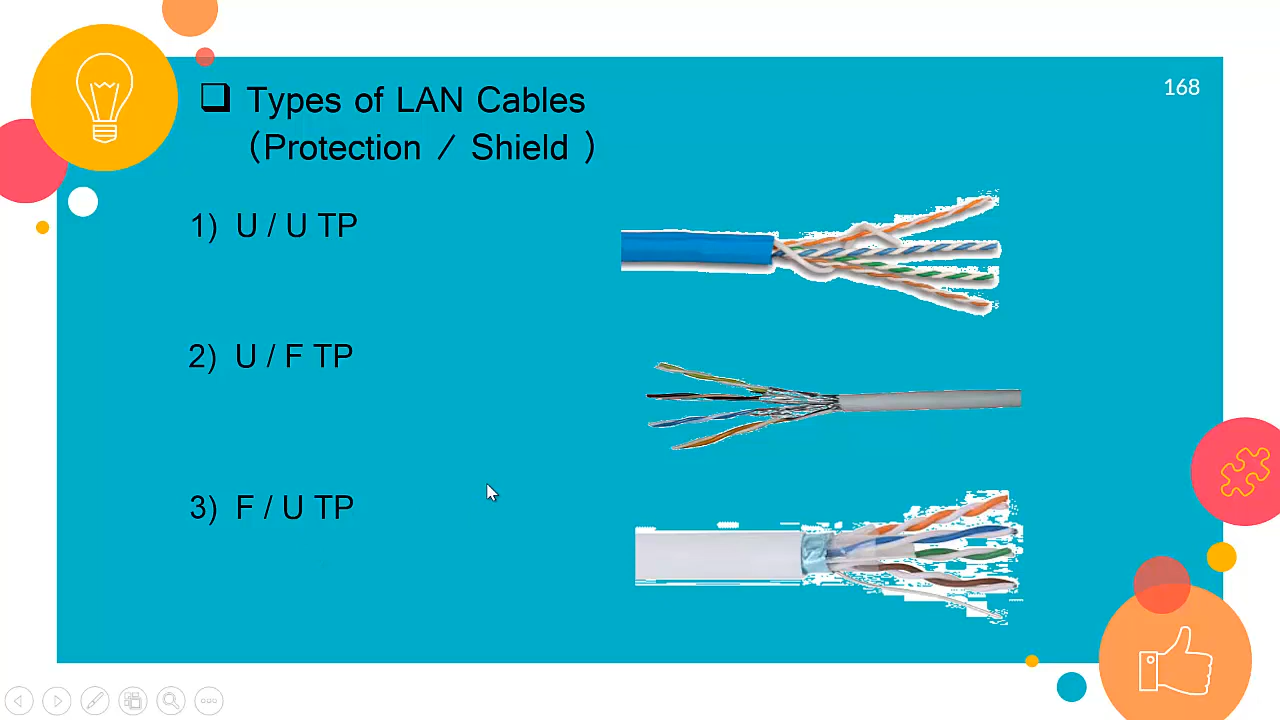 Types of LAN Cables
(Protection / Shield )
168
1) U / U TP
2) U / F TP
3) F / U TP